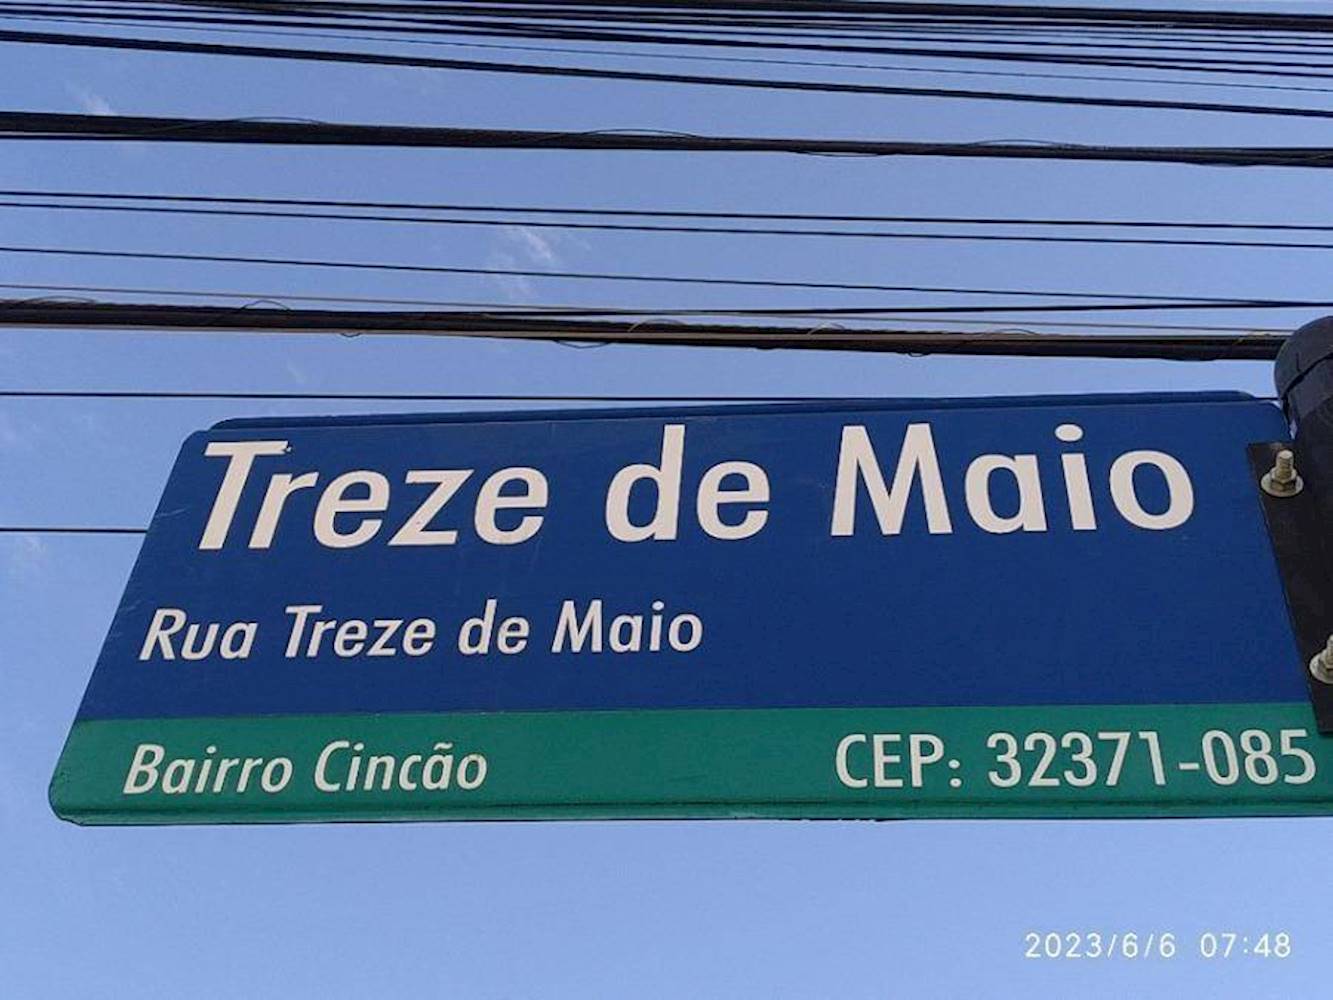 Treze de Maio
Rua Treze de Maio
Bairro Cincão
CEP: 32371-085
2023/6/6 07:48